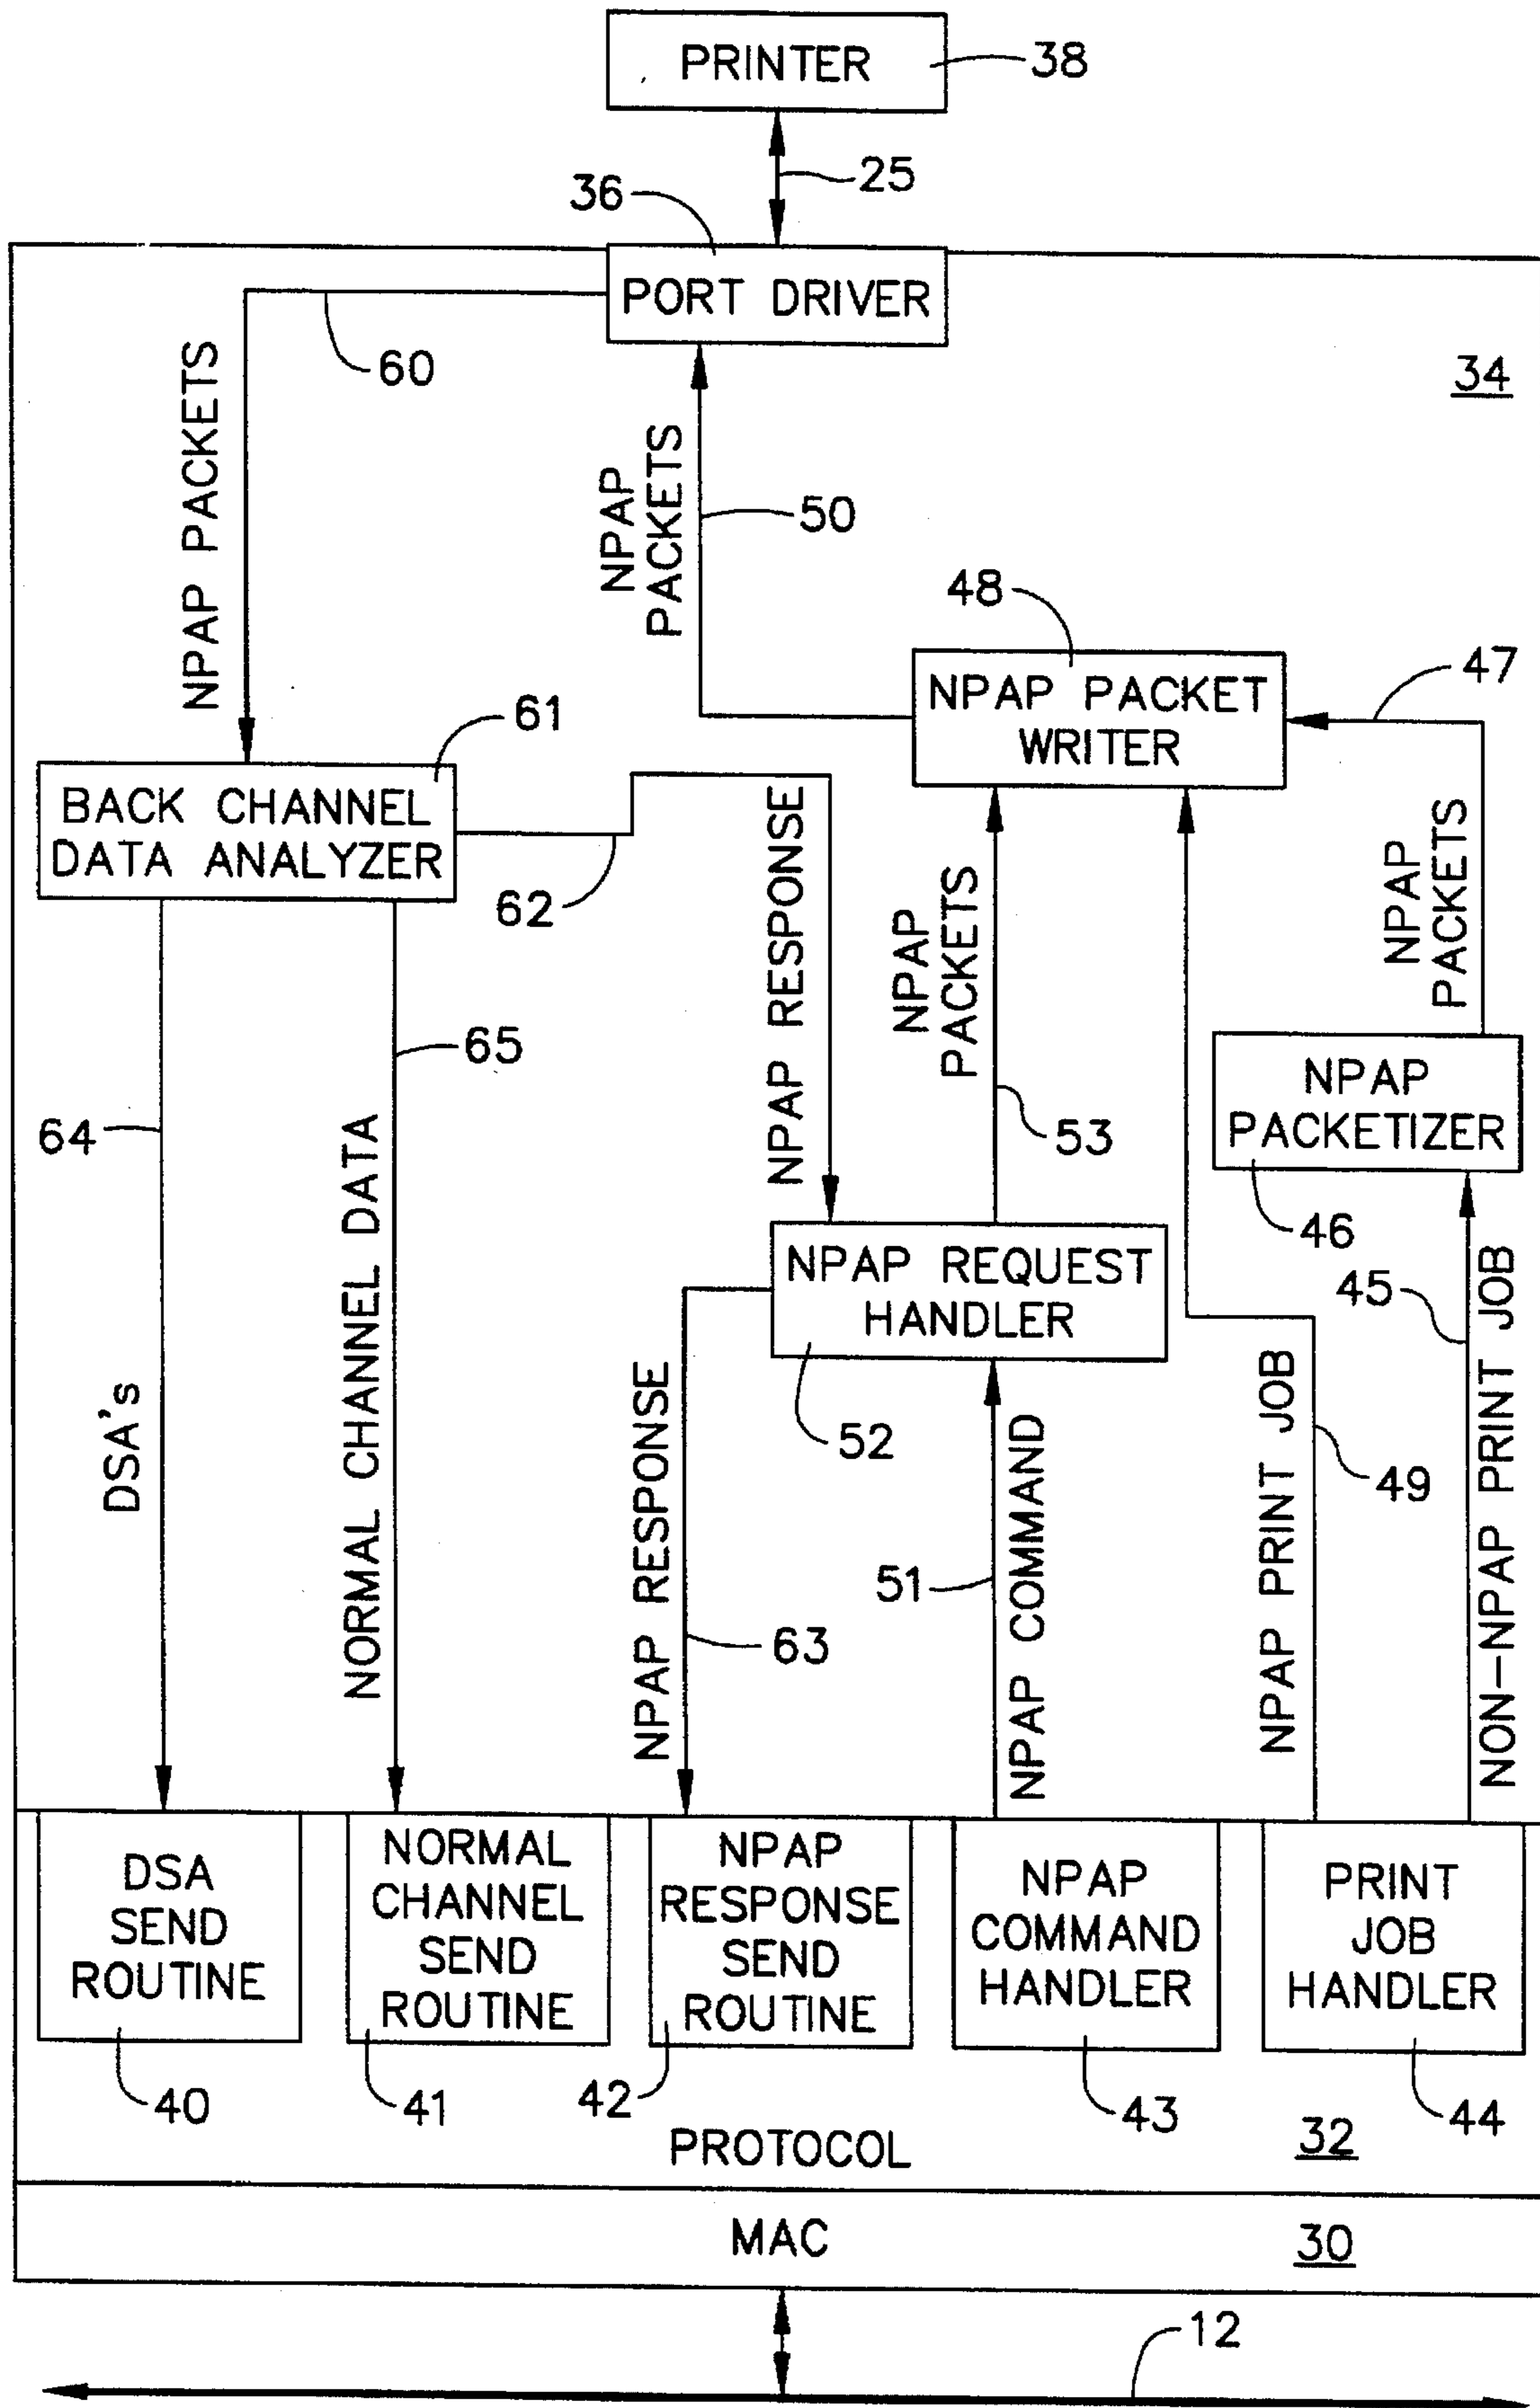 PRINTER
38
25
36
PORT DRIVER
60
34
NPAP PACKETS
NPAP
PACKETS
50
48
47
NPAP PACKET
WRITER
61
BACK CHANNEL
DATA ANALYZER
62
NPAP RESPONSE
NPAP
PACKETS
NPAP
PACKETS
65
64
53
NPAP
PACKETIZER
46
NORMAL CHANNEL DATA
NPAP REQUEST
HANDLER
45
52
DSA's
NPAP RESPONSE
63
51
NPAP COMMAND
NPAP PRINT JOB
49
NON-NPAP PRINT JOB
DSA
SEND
ROUTINE
NORMAL
CHANNEL
SEND
ROUTINE
NPAP
RESPONSE
SEND
ROUTINE
NPAP
COMMAND
HANDLER
PRINT
JOB
HANDLER
40
41
42
43
44
PROTOCOL
32
MAC
30
12